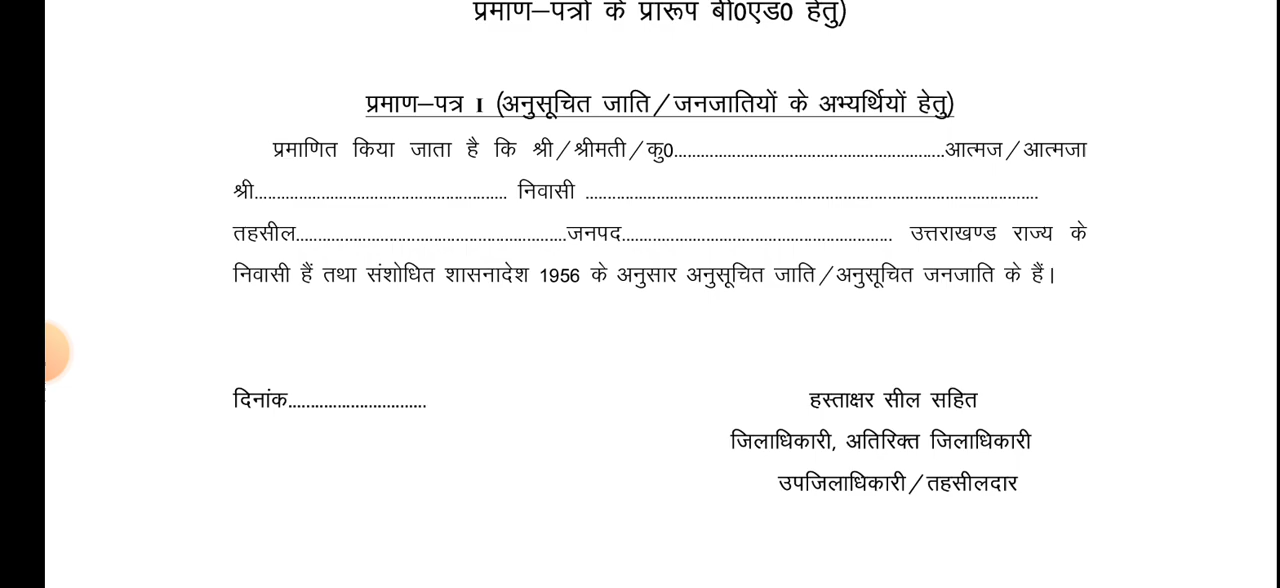 प्रमाण–पत्रों के प्रारूप बी0एड0 हेतु)
प्रमाण–पत्र I (अनुसूचित जाति/जनजातियों के अभ्यर्थियों हेतु)
प्रमाणित किया जाता है कि श्री/श्रीमती/कु0............................................................आत्मज/आत्मजा
श्री......................................................... निवासी ......................................................................................................
तहसील.............................................................जनपद............................................................. उत्तराखण्ड राज्य के
निवासी हैं तथा संशोधित शासनादेश 1956 के अनुसार अनुसूचित जाति/अनुसूचित जनजाति के हैं।
दिनांक............................... हस्ताक्षर सील सहित
जिलाधिकारी, अतिरिक्त जिलाधिकारी
उपजिलाधिकारी/तहसीलदार